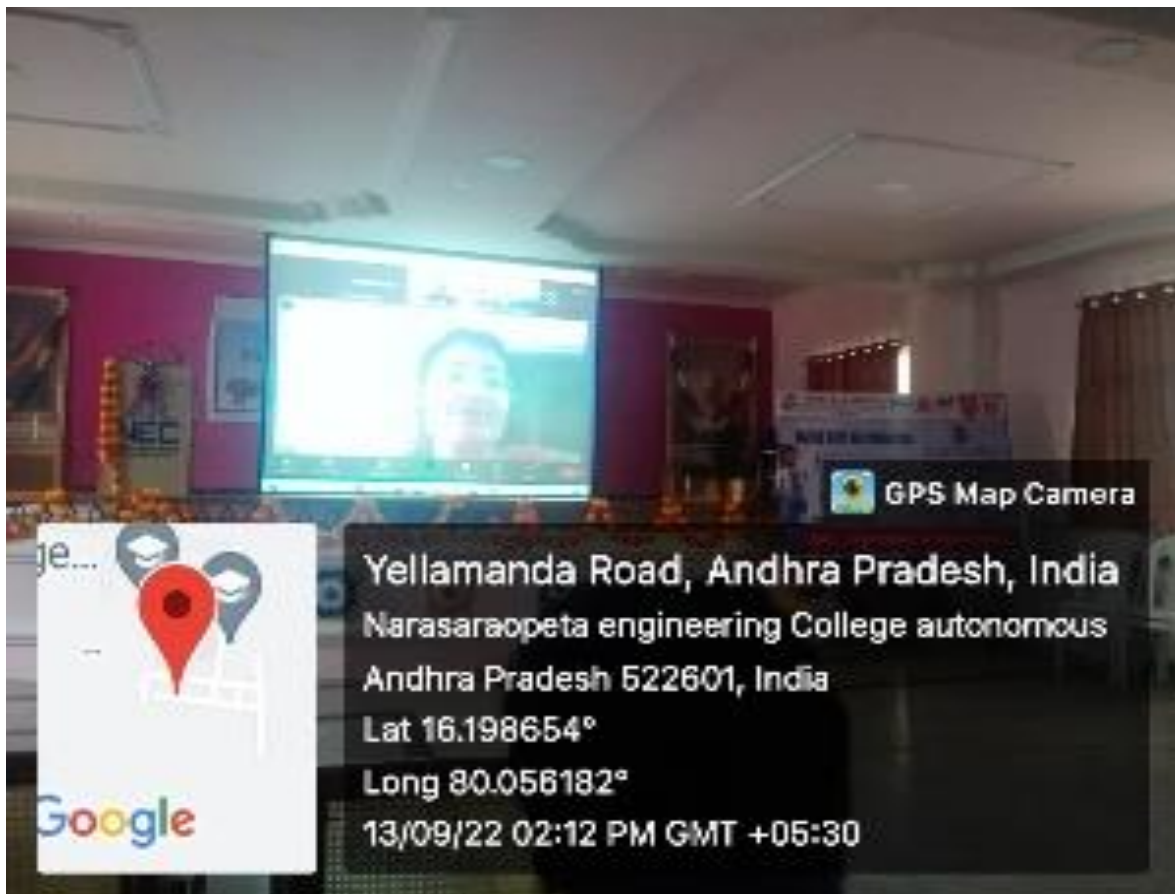 GPS Map Camera
ge...
Yellamanda Road, Andhra Pradesh, India
Narasaraopeta engineering College autonomous
Andhra Pradesh 522601, India
Lat 16.198654°
Long 80.056182°
13/09/22 02:12 PM GMT +05:30
Google